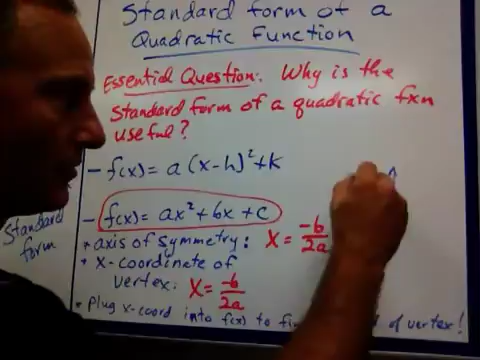 Standard form of a
Quadratic Function
Essential Question: Why is the
Standard form of a quadratic fxn
useful?
- f(x) = a(x-h)²+k
- f(x) = ax² + bx + c
Standard
form
* axis of symmetry: x = -b/2a
* x-coordinate of
vertex: x = -b/2a
* plug x-coord into f(x) to of vertex!